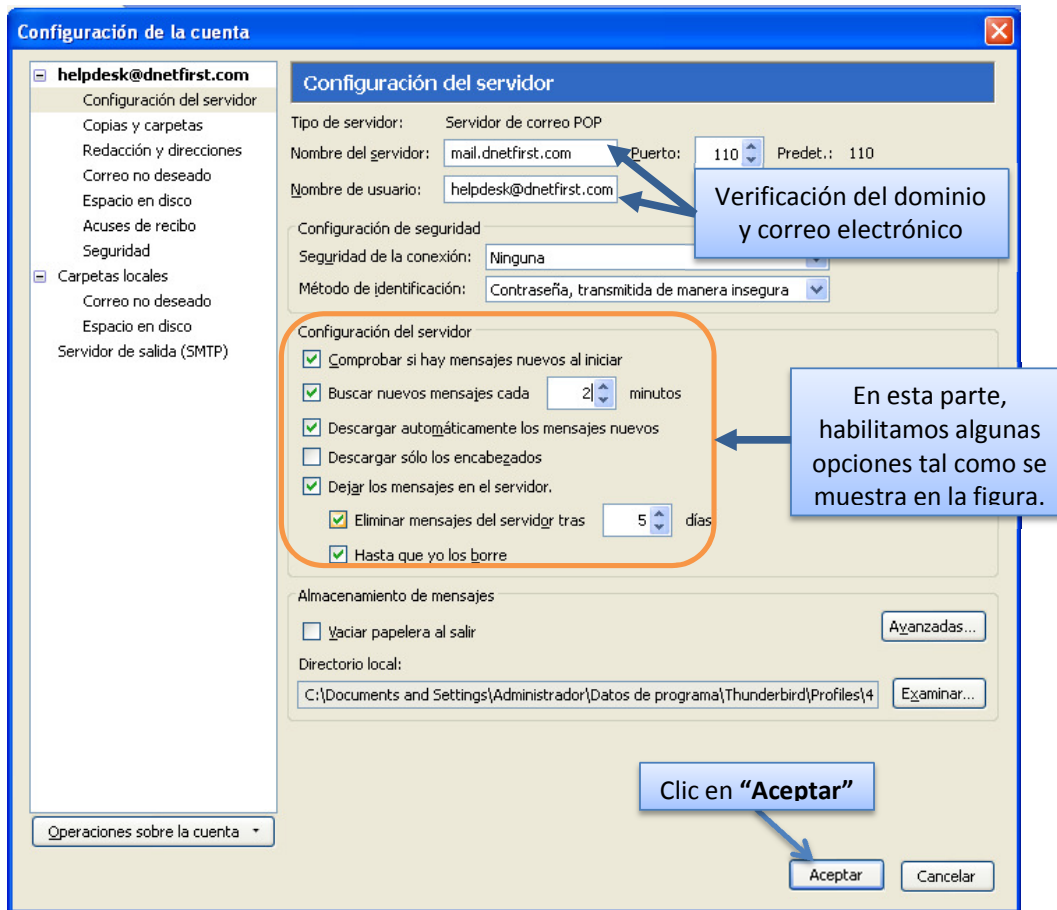 Configuración de la cuenta
helpdesk@dnetfirst.com
Configuración del servidor
Copias y carpetas
Redacción y direcciones
Correo no deseado
Espacio en disco
Acuses de recibo
Seguridad
Carpetas locales
Correo no deseado
Espacio en disco
Servidor de salida (SMTP)
Operaciones sobre la cuenta
Configuración del servidor
Tipo de servidor: Servidor de correo POP
Nombre del servidor: mail.dnetfirst.com Puerto: 110 Predet.: 110
Nombre de usuario: helpdesk@dnetfirst.com
Verificación del dominio
y correo electrónico
Configuración de seguridad
Seguridad de la conexión: Ninguna
Método de identificación: Contraseña, transmitida de manera insegura
Configuración del servidor
Comprobar si hay mensajes nuevos al iniciar
Buscar nuevos mensajes cada 2 minutos
Descargar automáticamente los mensajes nuevos
Descargar sólo los encabezados
Dejar los mensajes en el servidor.
Eliminar mensajes del servidor tras 5 días
Hasta que yo los borre
En esta parte,
habilitamos algunas
opciones tal como se
muestra en la figura.
Almacenamiento de mensajes
Vaciar papelera al salir
Avanzadas...
Directorio local:
C:\Documents and Settings\Administrador\Datos de programa\Thunderbird\Profiles\4
Examinar...
Clic en “Aceptar”
Aceptar Cancelar